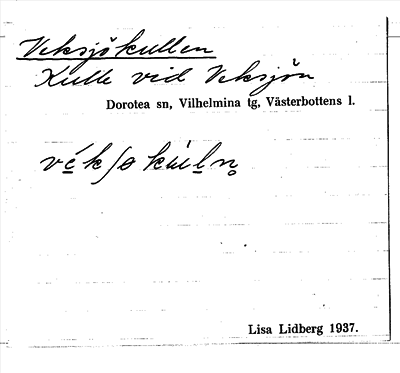 Veksjökullen
Kulle vid Veksjön
Dorotea sn, Vilhelmina tg, Västerbottens l.
Lisa Lidberg 1937.